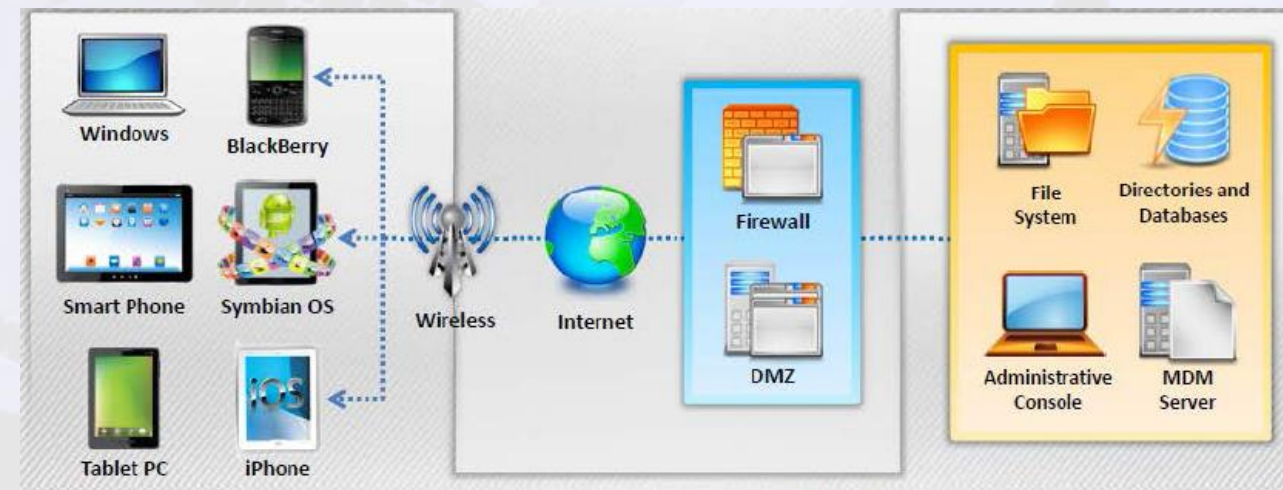 Windows
BlackBerry
Smart Phone
Symbian OS
iOS
Tablet PC
iPhone
Wireless
Internet
Firewall
DMZ
File
System
Directories and
Databases
Administrative
Console
MDM
Server